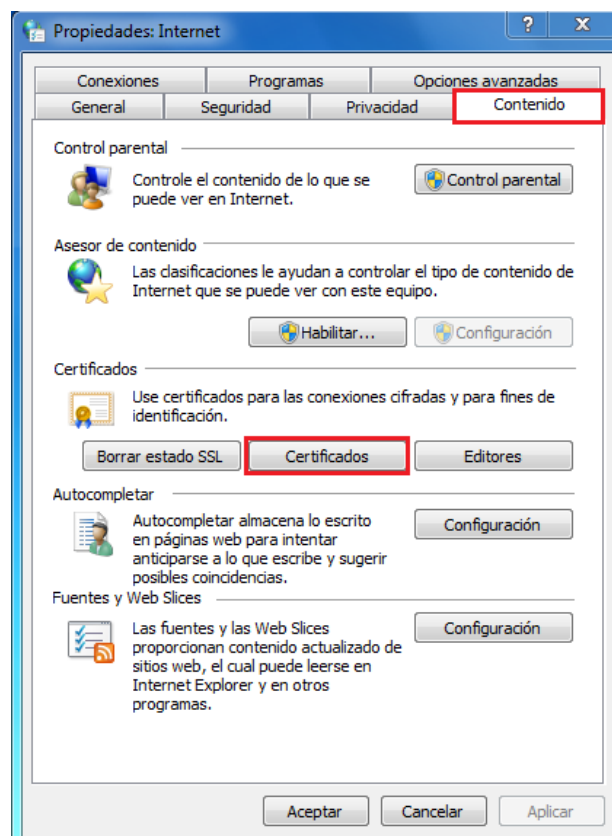 Propiedades: Internet
?
X
Conexiones
Programas
Opciones avanzadas
General
Seguridad
Privacidad
Contenido
Control parental
Controle el contenido de lo que se
puede ver en Internet.
Control parental
Asesor de contenido
Las clasificaciones le ayudan a controlar el tipo de contenido de
Internet que se puede ver con este equipo.
Habilitar...
Configuración
Certificados
Use certificados para las conexiones cifradas y para fines de
identificación.
Borrar estado SSL
Certificados
Editores
Autocompletar
Autocompletar almacena lo escrito
en páginas web para intentar
anticiparse a lo que escribe y sugerir
posibles coincidencias.
Configuración
Fuentes y Web Slices
Las fuentes y las Web Slices
proporcionan contenido actualizado de
sitios web, el cual puede leerse en
Internet Explorer y en otros
programas.
Configuración
Aceptar
Cancelar
Aplicar